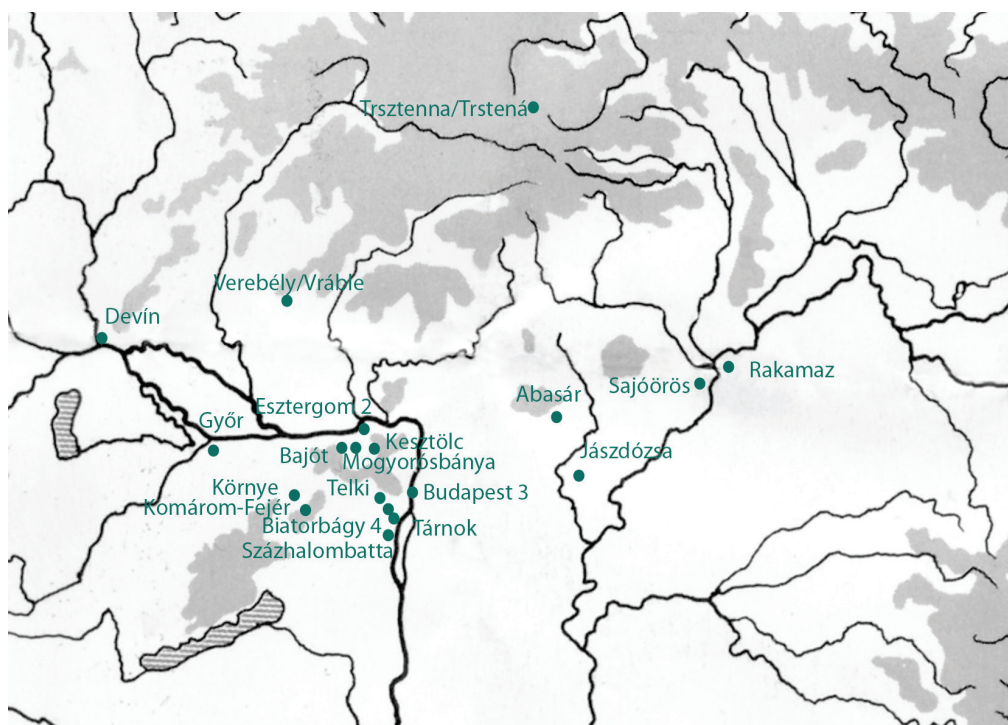 Trsztenna/Trstená
Verebély/Vráble
Devín
Rakamaz
Sajóörös
Abasár
Esztergom 2
Győr
Kesztölc
Bajót
Mogyorósbánya
Jászdózsa
Környe
Telki
Budapest 3
Komárom-Fejér
Biatorbágy 4
Tárnok
Százhalombatta